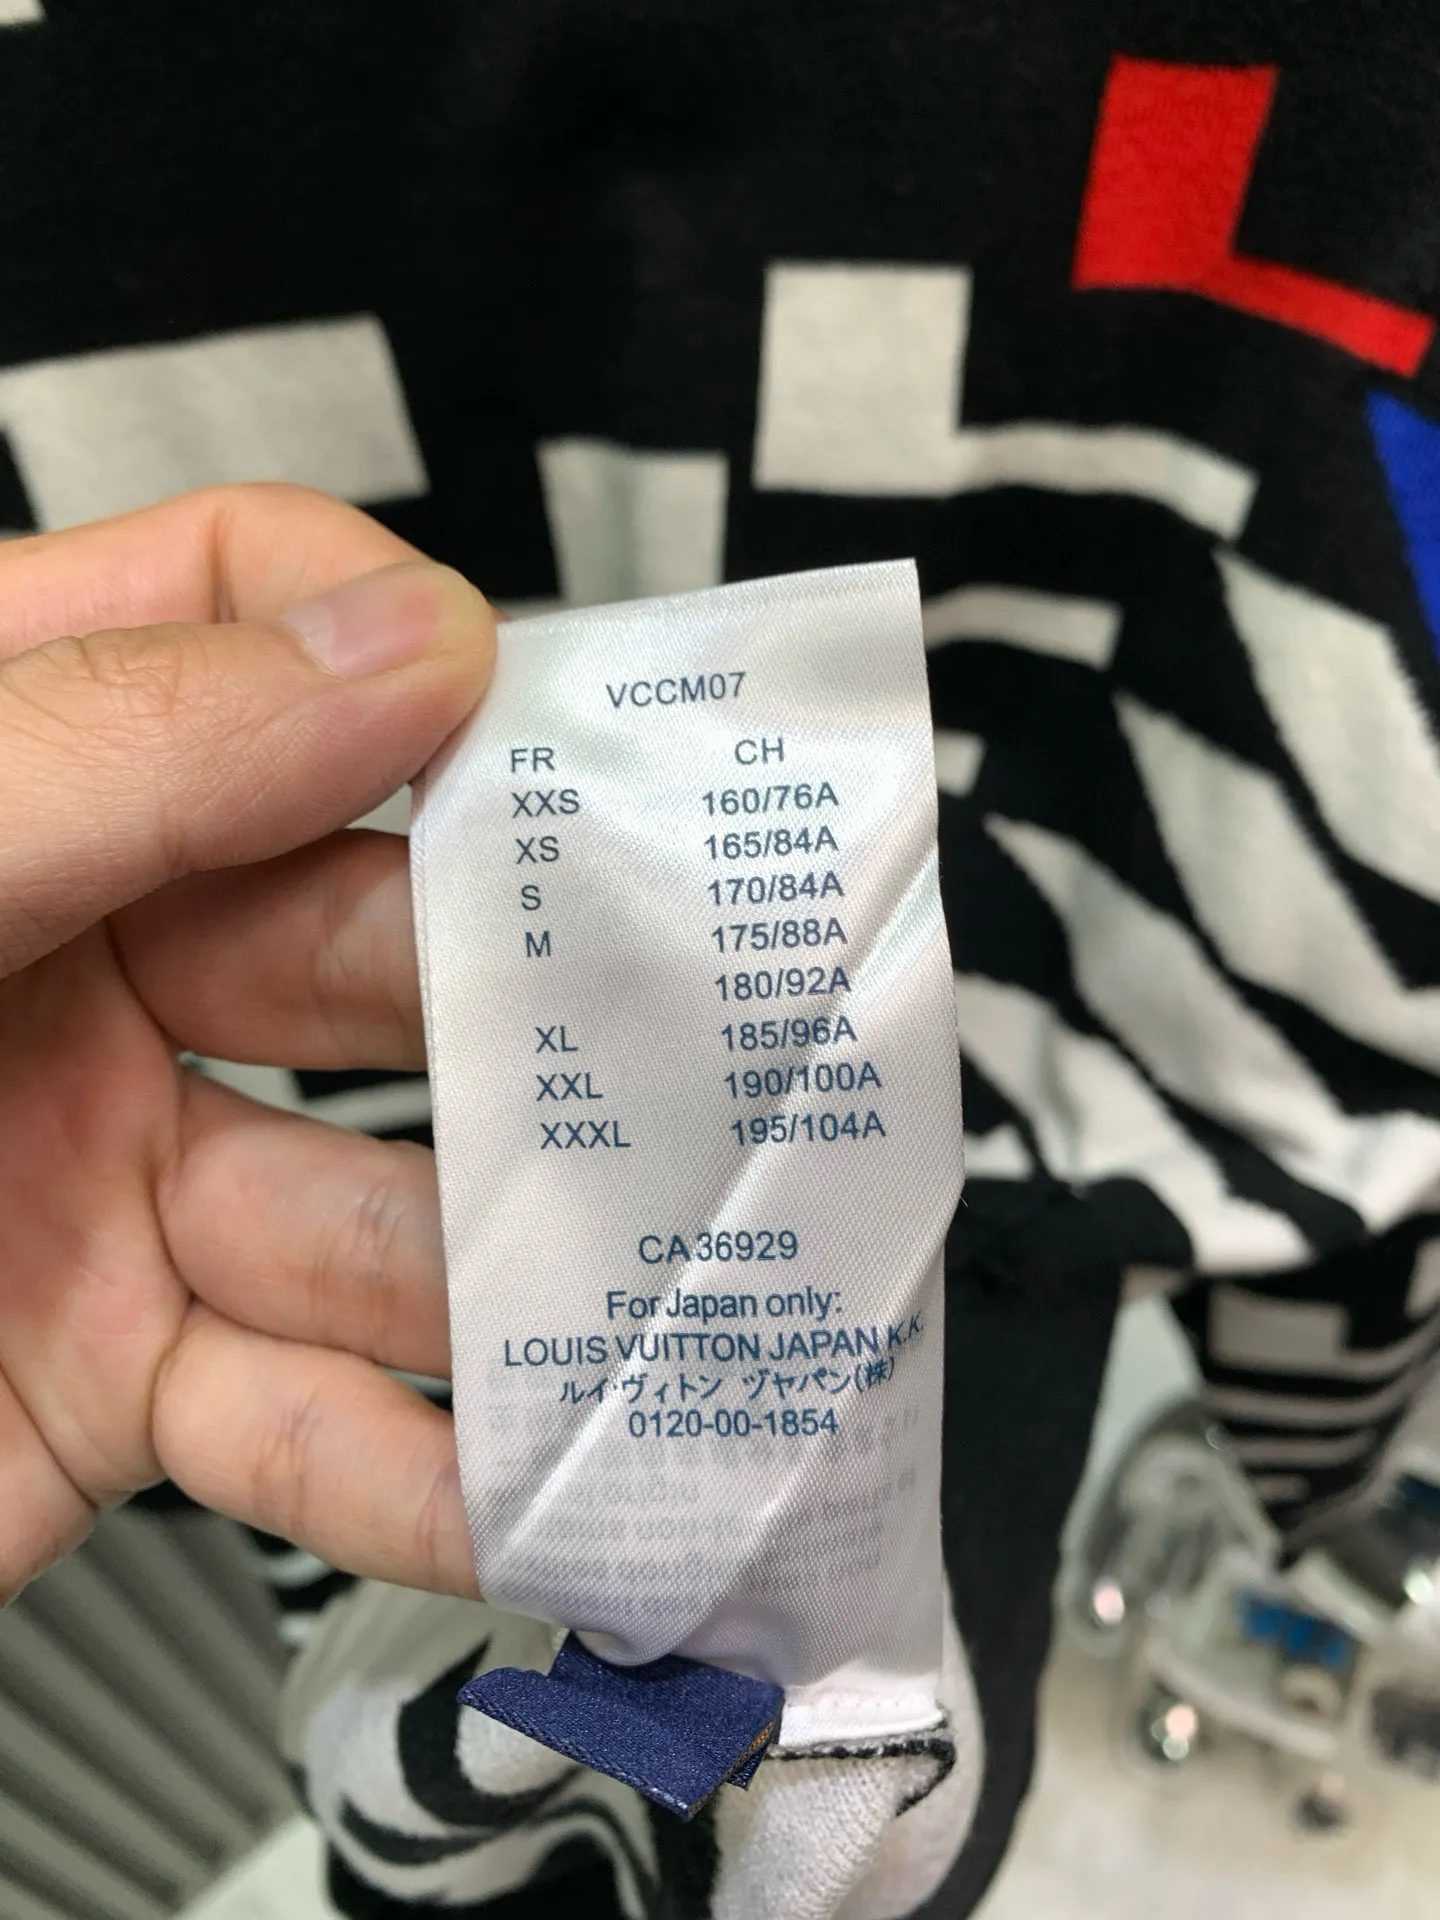 VCCM07
FR CH
XXS 160/76A
XS 165/84A
S 170/84A
M 175/88A
180/92A
XL 185/96A
XXL 190/100A
XXXL 195/104A
CA 36929
For Japan only:
LOUIS VUITTON JAPAN K.K.
ルイ・ヴィトン ヅヤパン(株)
0120-00-1854